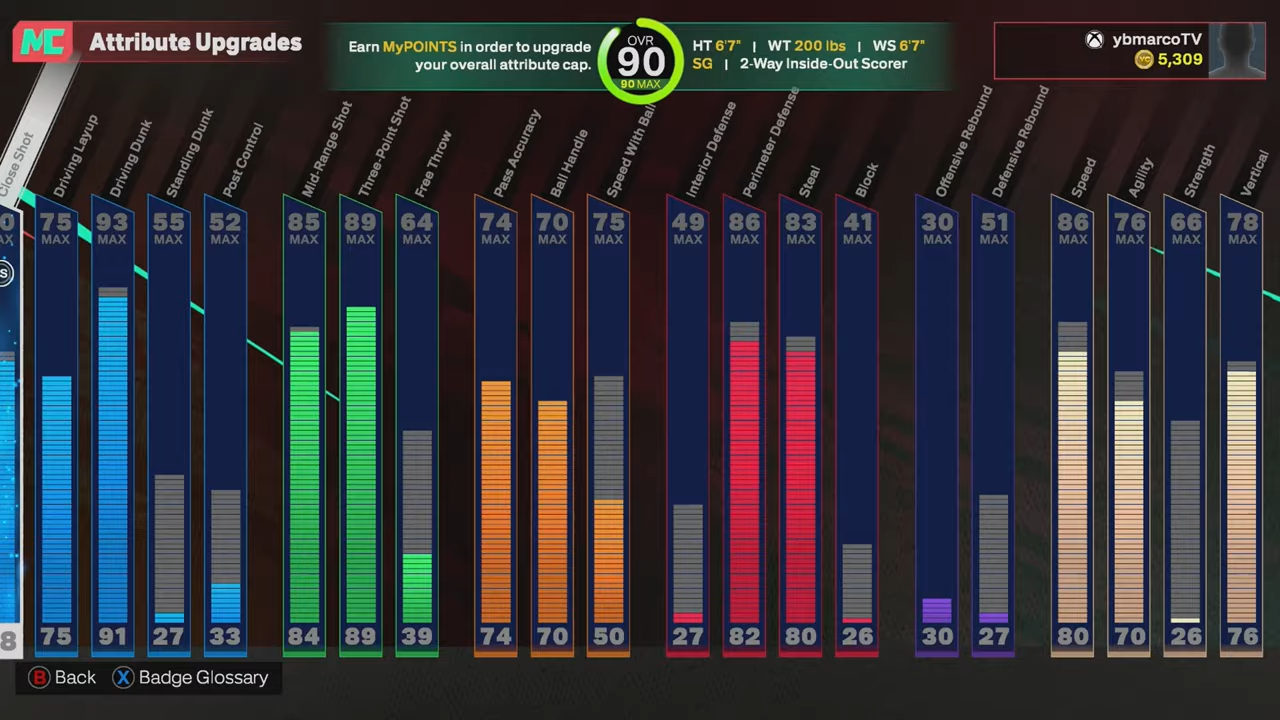 MC
Attribute Upgrades
Earn MyPOINTS in order to upgrade
your overall attribute cap.
OVR
90
90 MAX
HT 6'7" | WT 200 lbs | WS 6'7"
SG | 2-Way Inside-Out Scorer
ybmarcoTV
VC 5,309
Close Shot
Driving Layup
Driving Dunk
Standing Dunk
Post Control
Mid-Range Shot
Three-Point Shot
Free Throw
Pass Accuracy
Ball Handle
Speed With Ball
Interior Defense
Perimeter Defense
Steal
Block
Offensive Rebound
Defensive Rebound
Speed
Agility
Strength
Vertical
0 75 93 55 52 85 89 64 74 70 75 49 86 83 41 30 51 86 76 66 78
AX MAX MAX MAX MAX MAX MAX MAX MAX MAX MAX MAX MAX MAX MAX MAX MAX MAX MAX MAX MAX
S
8 75 91 27 33 84 89 39 74 70 50 27 82 80 26 30 27 80 70 26 76
B Back X Badge Glossary